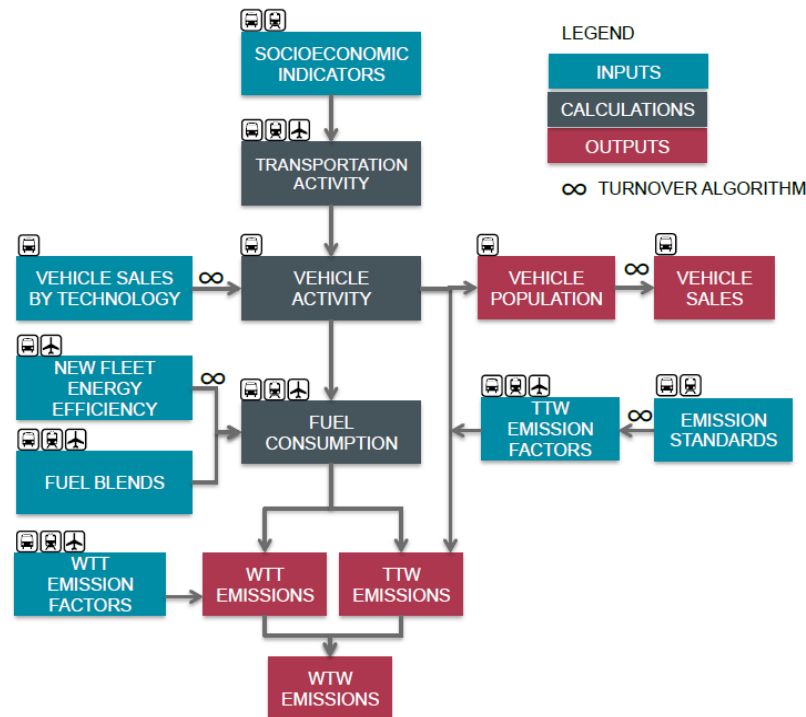 LEGEND
INPUTS
CALCULATIONS
OUTPUTS
∞ TURNOVER ALGORITHM
SOCIOECONOMIC
INDICATORS
TRANSPORTATION
ACTIVITY
VEHICLE SALES
BY TECHNOLOGY
∞
VEHICLE
ACTIVITY
VEHICLE
POPULATION
∞
VEHICLE
SALES
NEW FLEET
ENERGY
EFFICIENCY
∞
FUEL
CONSUMPTION
TTW
EMISSION
FACTORS
∞
EMISSION
STANDARDS
FUEL BLENDS
WTT
EMISSION
FACTORS
WTT
EMISSIONS
TTW
EMISSIONS
WTW
EMISSIONS